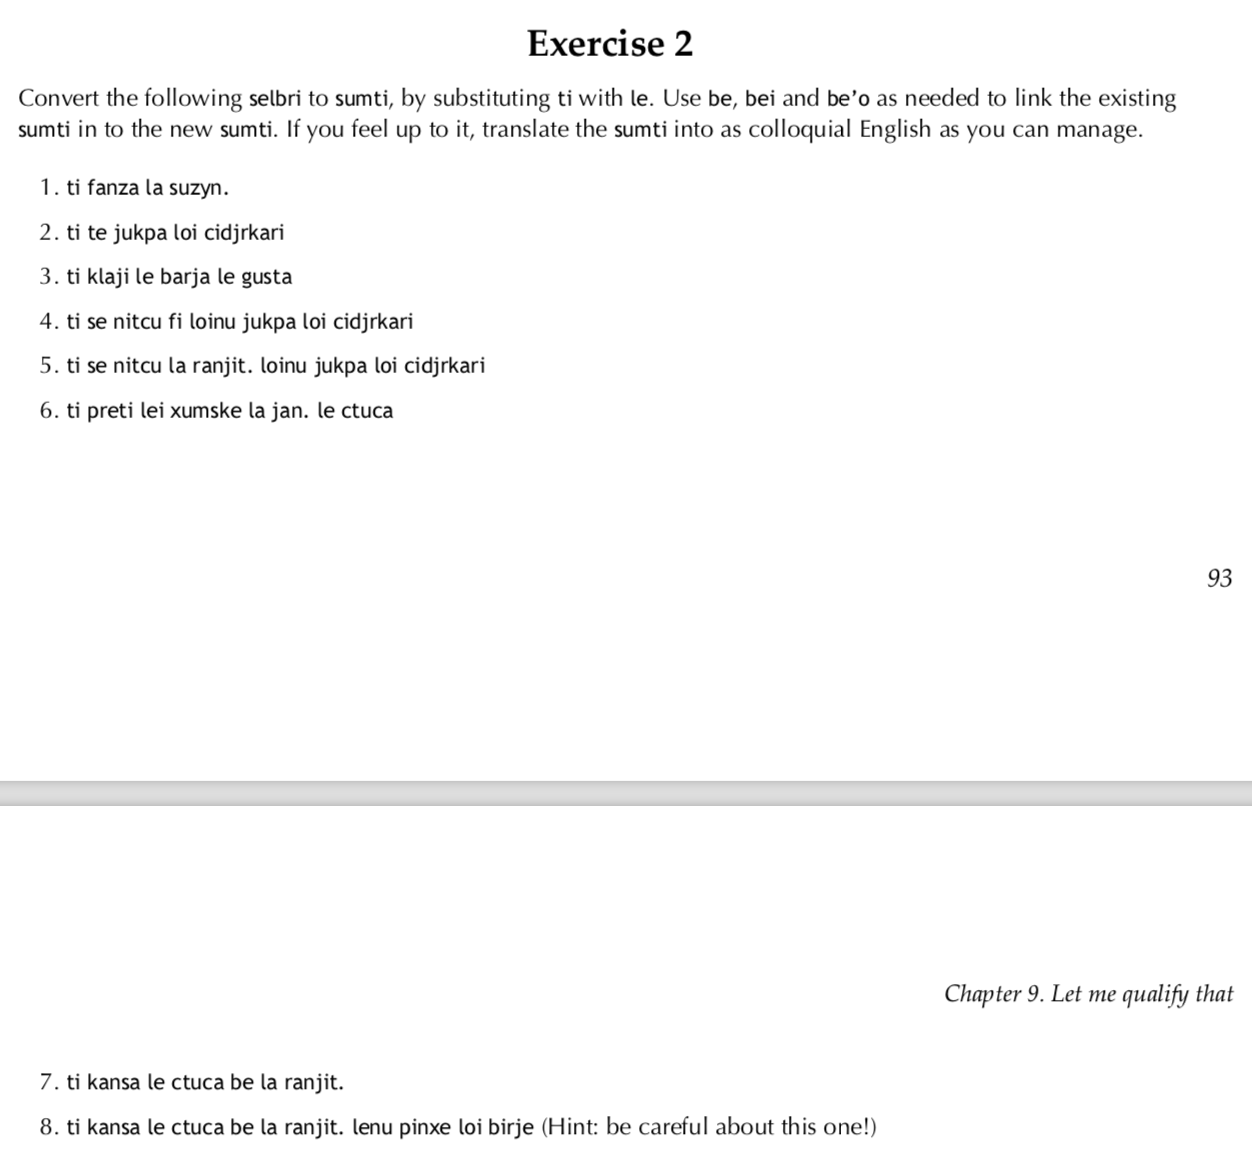 Exercise 2
Convert the following selbri to sumti, by substituting ti with le. Use be, bei and be’o as needed to link the existing
sumti in to the new sumti. If you feel up to it, translate the sumti into as colloquial English as you can manage.
1. ti fanza la suzyn.
2. ti te jukpa loi cidjrkari
3. ti klaji le barja le gusta
4. ti se nitcu fi loinu jukpa loi cidjrkari
5. ti se nitcu la ranjit. loinu jukpa loi cidjrkari
6. ti preti lei xumske la jan. le ctuca
93
Chapter 9. Let me qualify that
7. ti kansa le ctuca be la ranjit.
8. ti kansa le ctuca be la ranjit. lenu pinxe loi birje (Hint: be careful about this one!)